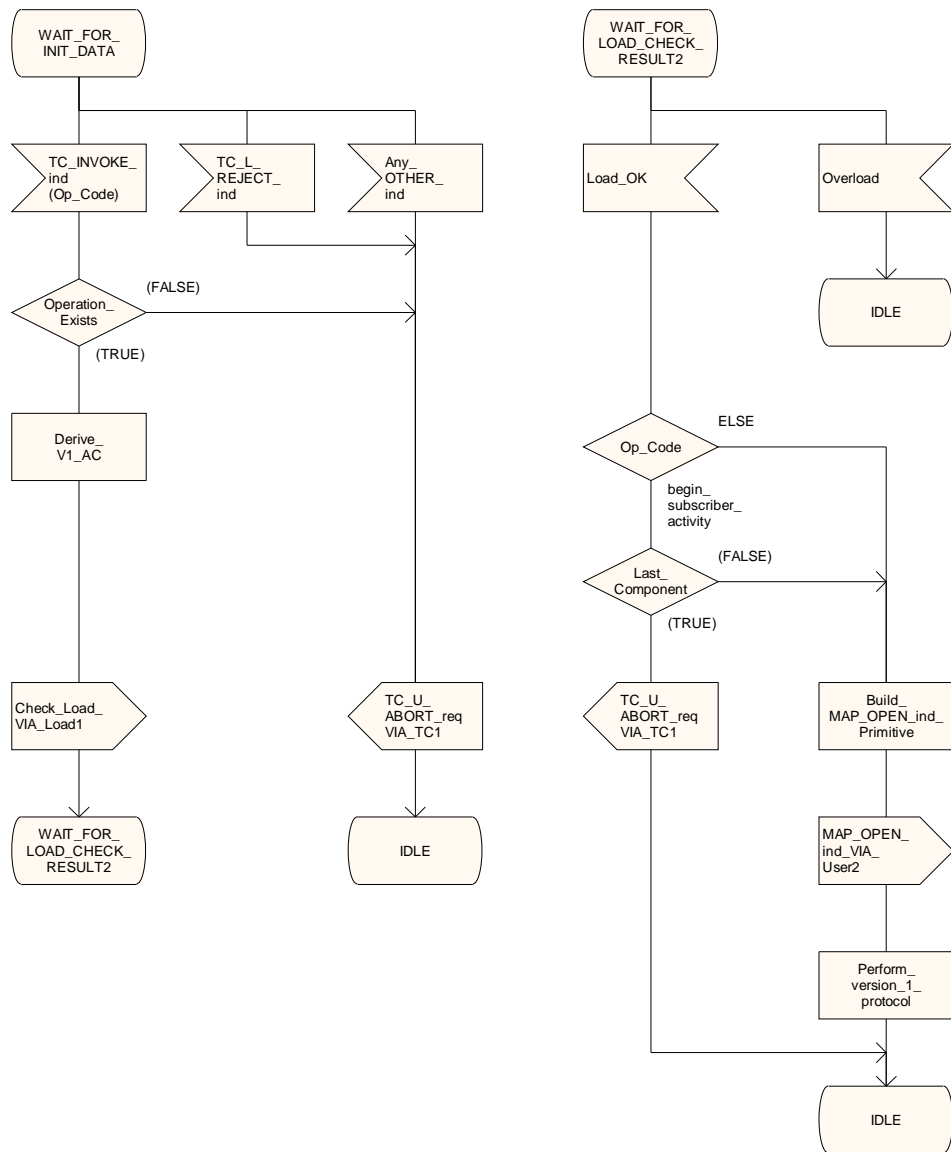 WAIT_FOR_
INIT_DATA
TC_INVOKE_
ind
(Op_Code)
TC_L_
REJECT_
ind
Any_
OTHER_
ind
Operation_
Exists
(FALSE)
(TRUE)
Derive_
V1_AC
Check_Load_
VIA_Load1
WAIT_FOR_
LOAD_CHECK_
RESULT2
TC_U_
ABORT_req
VIA_TC1
IDLE
WAIT_FOR_
LOAD_CHECK_
RESULT2
Load_OK
Overload
IDLE
Op_Code
ELSE
begin_
subscriber_
activity
Last_
Component
(FALSE)
(TRUE)
TC_U_
ABORT_req
VIA_TC1
Build_
MAP_OPEN_ind_
Primitive
MAP_OPEN_
ind_VIA_
User2
Perform_
version_1_
protocol
IDLE